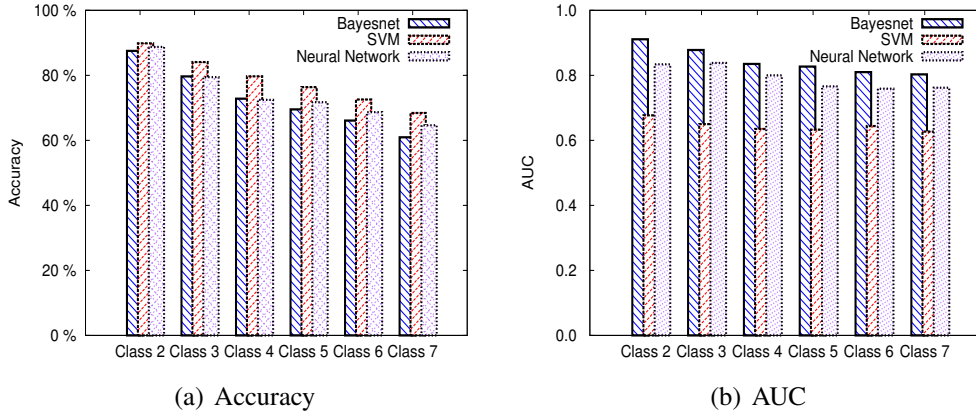 100 %
80 %
60 %
40 %
20 %
0 %
Accuracy
Bayesnet
SVM
Neural Network
Class 2 Class 3 Class 4 Class 5 Class 6 Class 7
(a) Accuracy
1.0
0.8
0.6
0.4
0.2
0.0
AUC
Bayesnet
SVM
Neural Network
Class 2 Class 3 Class 4 Class 5 Class 6 Class 7
(b) AUC